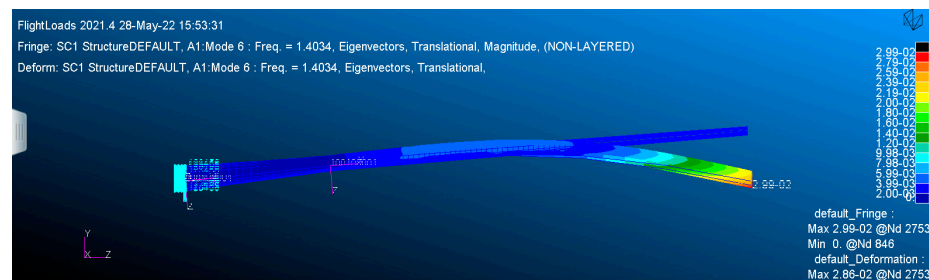 FlightLoads 2021.4 28-May-22 15:53:31
Fringe: SC1 StructureDEFAULT, A1:Mode 6 : Freq. = 1.4034, Eigenvectors, Translational, Magnitude, (NON-LAYERED)
Deform: SC1 StructureDEFAULT, A1:Mode 6 : Freq. = 1.4034, Eigenvectors, Translational,
2.99-02
2.79-02
2.59-02
2.39-02
2.19-02
2.00-02
1.80-02
1.60-02
1.40-02
1.20-02
9.98-03
7.98-03
5.99-03
3.99-03
2.00-03
0.
2.99-02
Y
X Z
Z
default_Fringe :
Max 2.99-02 @Nd 2753
Min 0. @Nd 846
default_Deformation :
Max 2.86-02 @Nd 2753